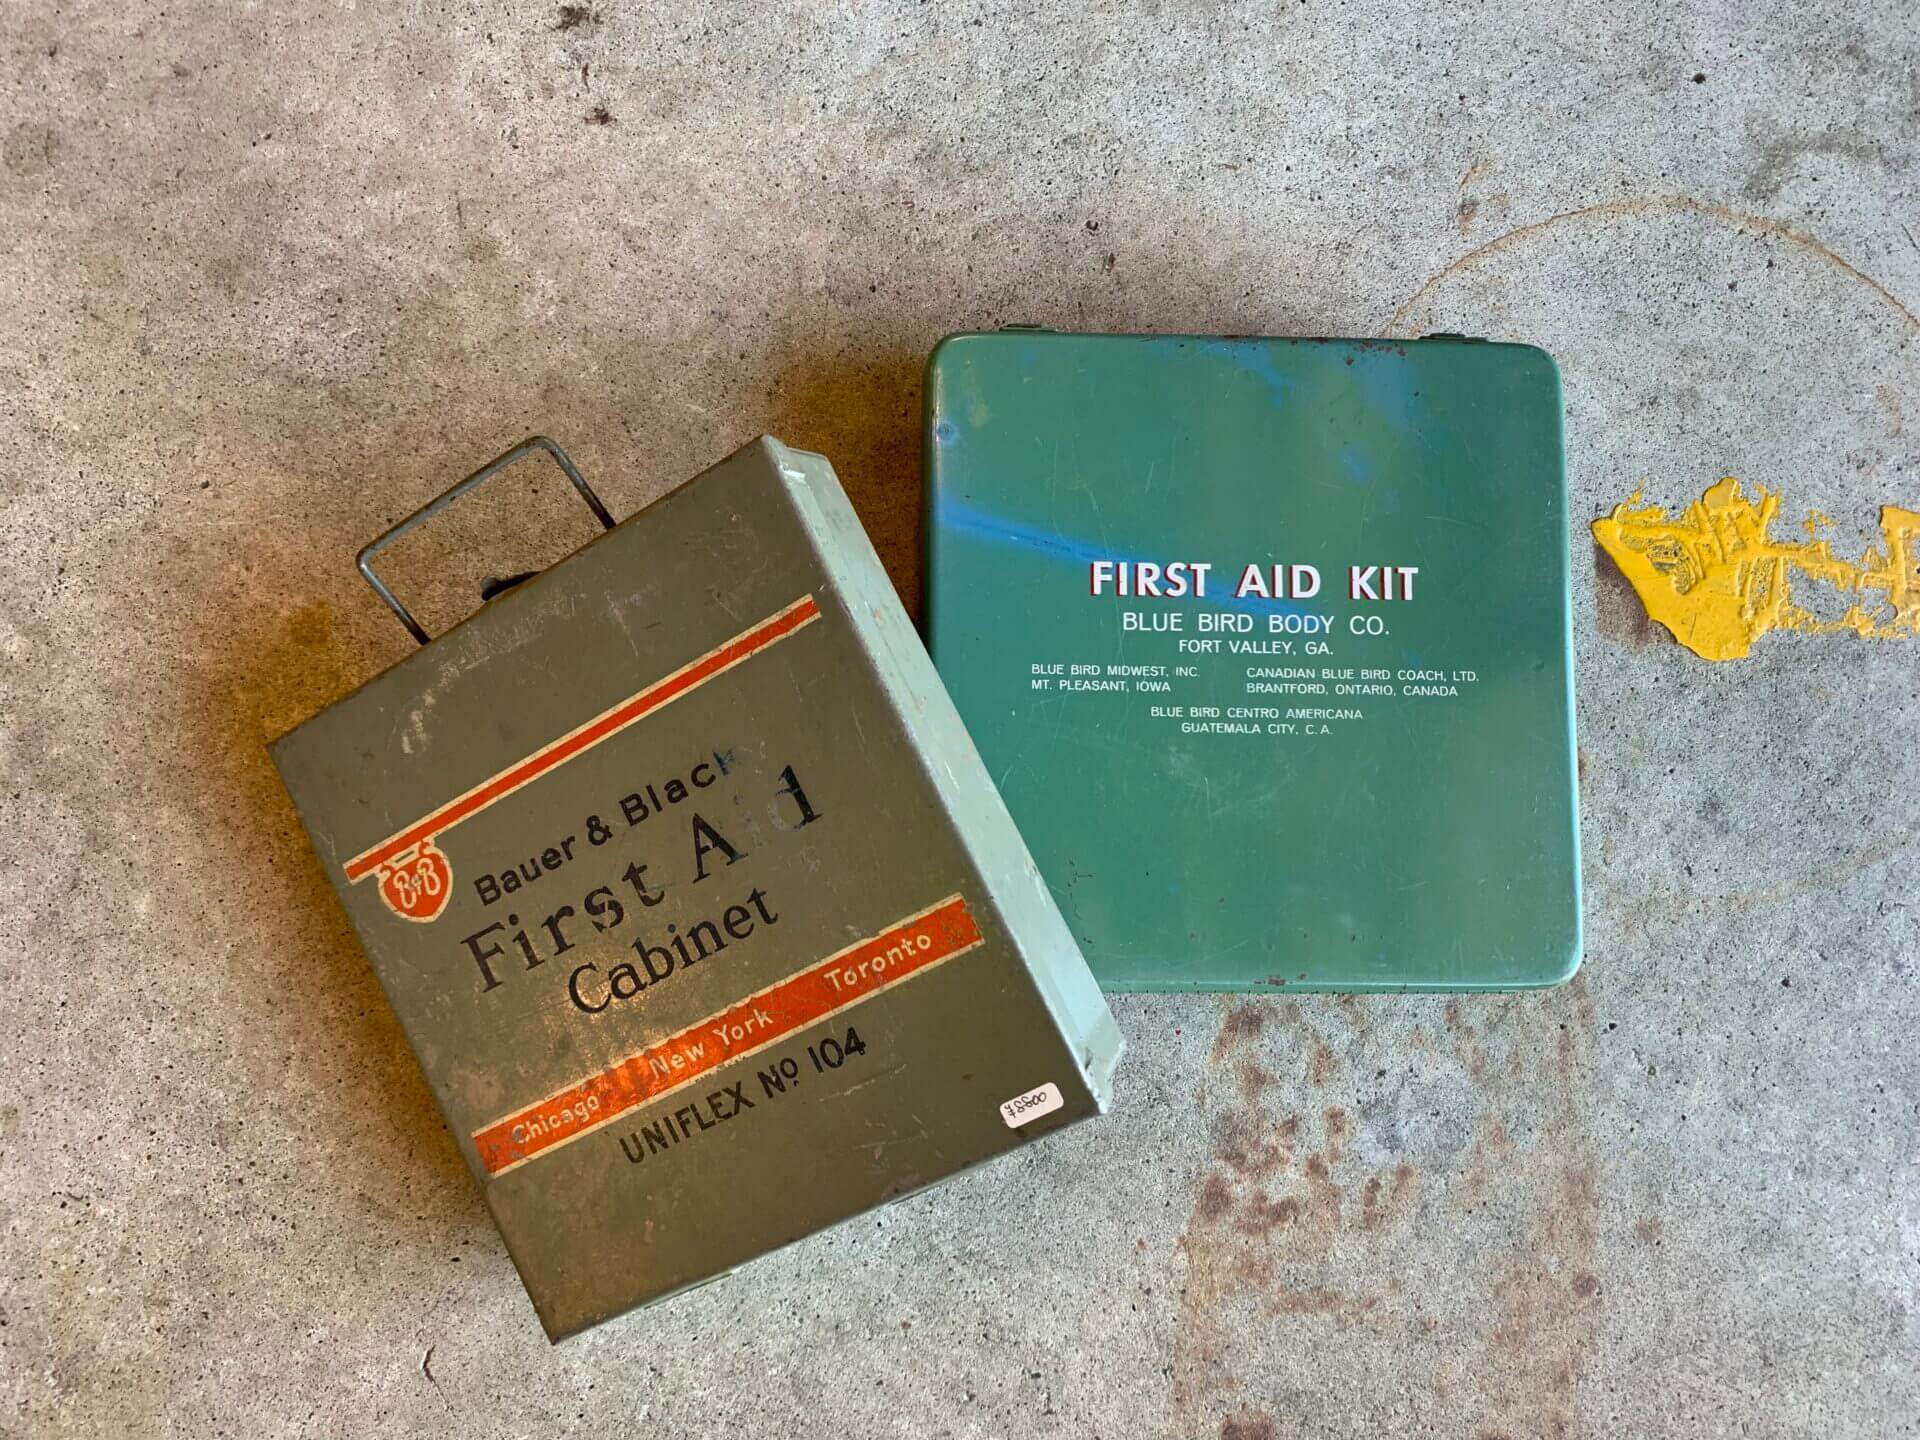 B&B
Bauer & Black
First Aid
Cabinet
Chicago New York Toronto
UNIFLEX No 104
¥8800
FIRST AID KIT
BLUE BIRD BODY CO.
FORT VALLEY, GA.
BLUE BIRD MIDWEST, INC.
MT. PLEASANT, IOWA
CANADIAN BLUE BIRD COACH, LTD.
BRANTFORD, ONTARIO, CANADA
BLUE BIRD CENTRO AMERICANA
GUATEMALA CITY, C. A.